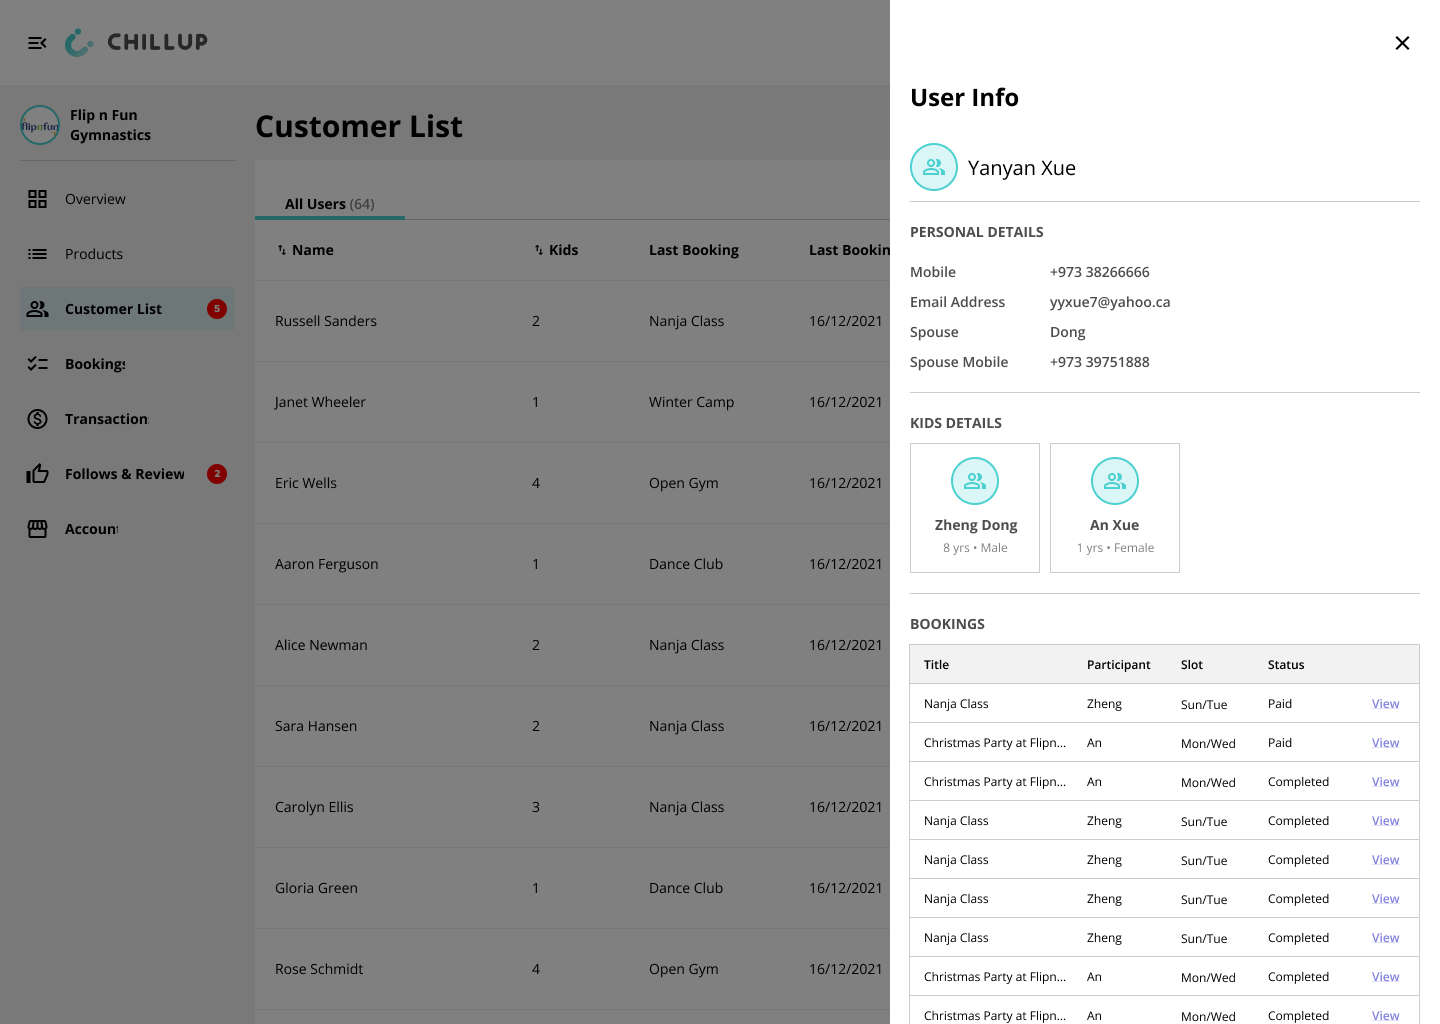 CHILLUP
flipnfun
Flip n Fun
Gymnastics
Overview
Products
Customer List 5
Bookings
Transaction
Follows & Review 2
Accoun
Customer List
All Users (64)
Name Kids Last Booking Last Bookin
Russell Sanders 2 Nanja Class 16/12/2021
Janet Wheeler 1 Winter Camp 16/12/2021
Eric Wells 4 Open Gym 16/12/2021
Aaron Ferguson 1 Dance Club 16/12/2021
Alice Newman 2 Nanja Class 16/12/2021
Sara Hansen 2 Nanja Class 16/12/2021
Carolyn Ellis 3 Nanja Class 16/12/2021
Gloria Green 1 Dance Club 16/12/2021
Rose Schmidt 4 Open Gym 16/12/2021
User Info
Yanyan Xue
PERSONAL DETAILS
Mobile +973 38266666
Email Address yyxue7@yahoo.ca
Spouse Dong
Spouse Mobile +973 39751888
KIDS DETAILS
Zheng Dong
8 yrs • Male
An Xue
1 yrs • Female
BOOKINGS
Title Participant Slot Status
Nanja Class Zheng Sun/Tue Paid View
Christmas Party at Flipn... An Mon/Wed Paid View
Christmas Party at Flipn... An Mon/Wed Completed View
Nanja Class Zheng Sun/Tue Completed View
Nanja Class Zheng Sun/Tue Completed View
Nanja Class Zheng Sun/Tue Completed View
Nanja Class Zheng Sun/Tue Completed View
Christmas Party at Flipn... An Mon/Wed Completed View
Christmas Party at Flipn... An Mon/Wed Completed View